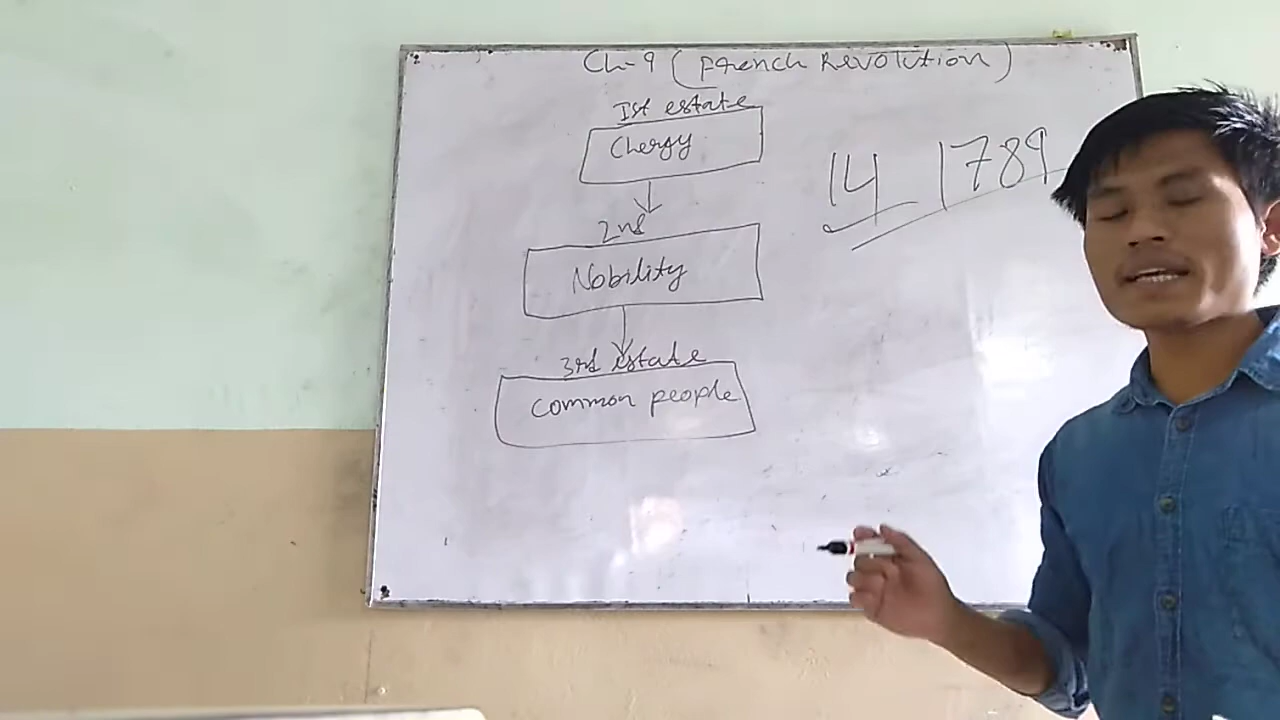 Ch-9 (French Revolution)
Ist estate
Clergy
2nd
Nobility
3rd estate
common people
14 1789